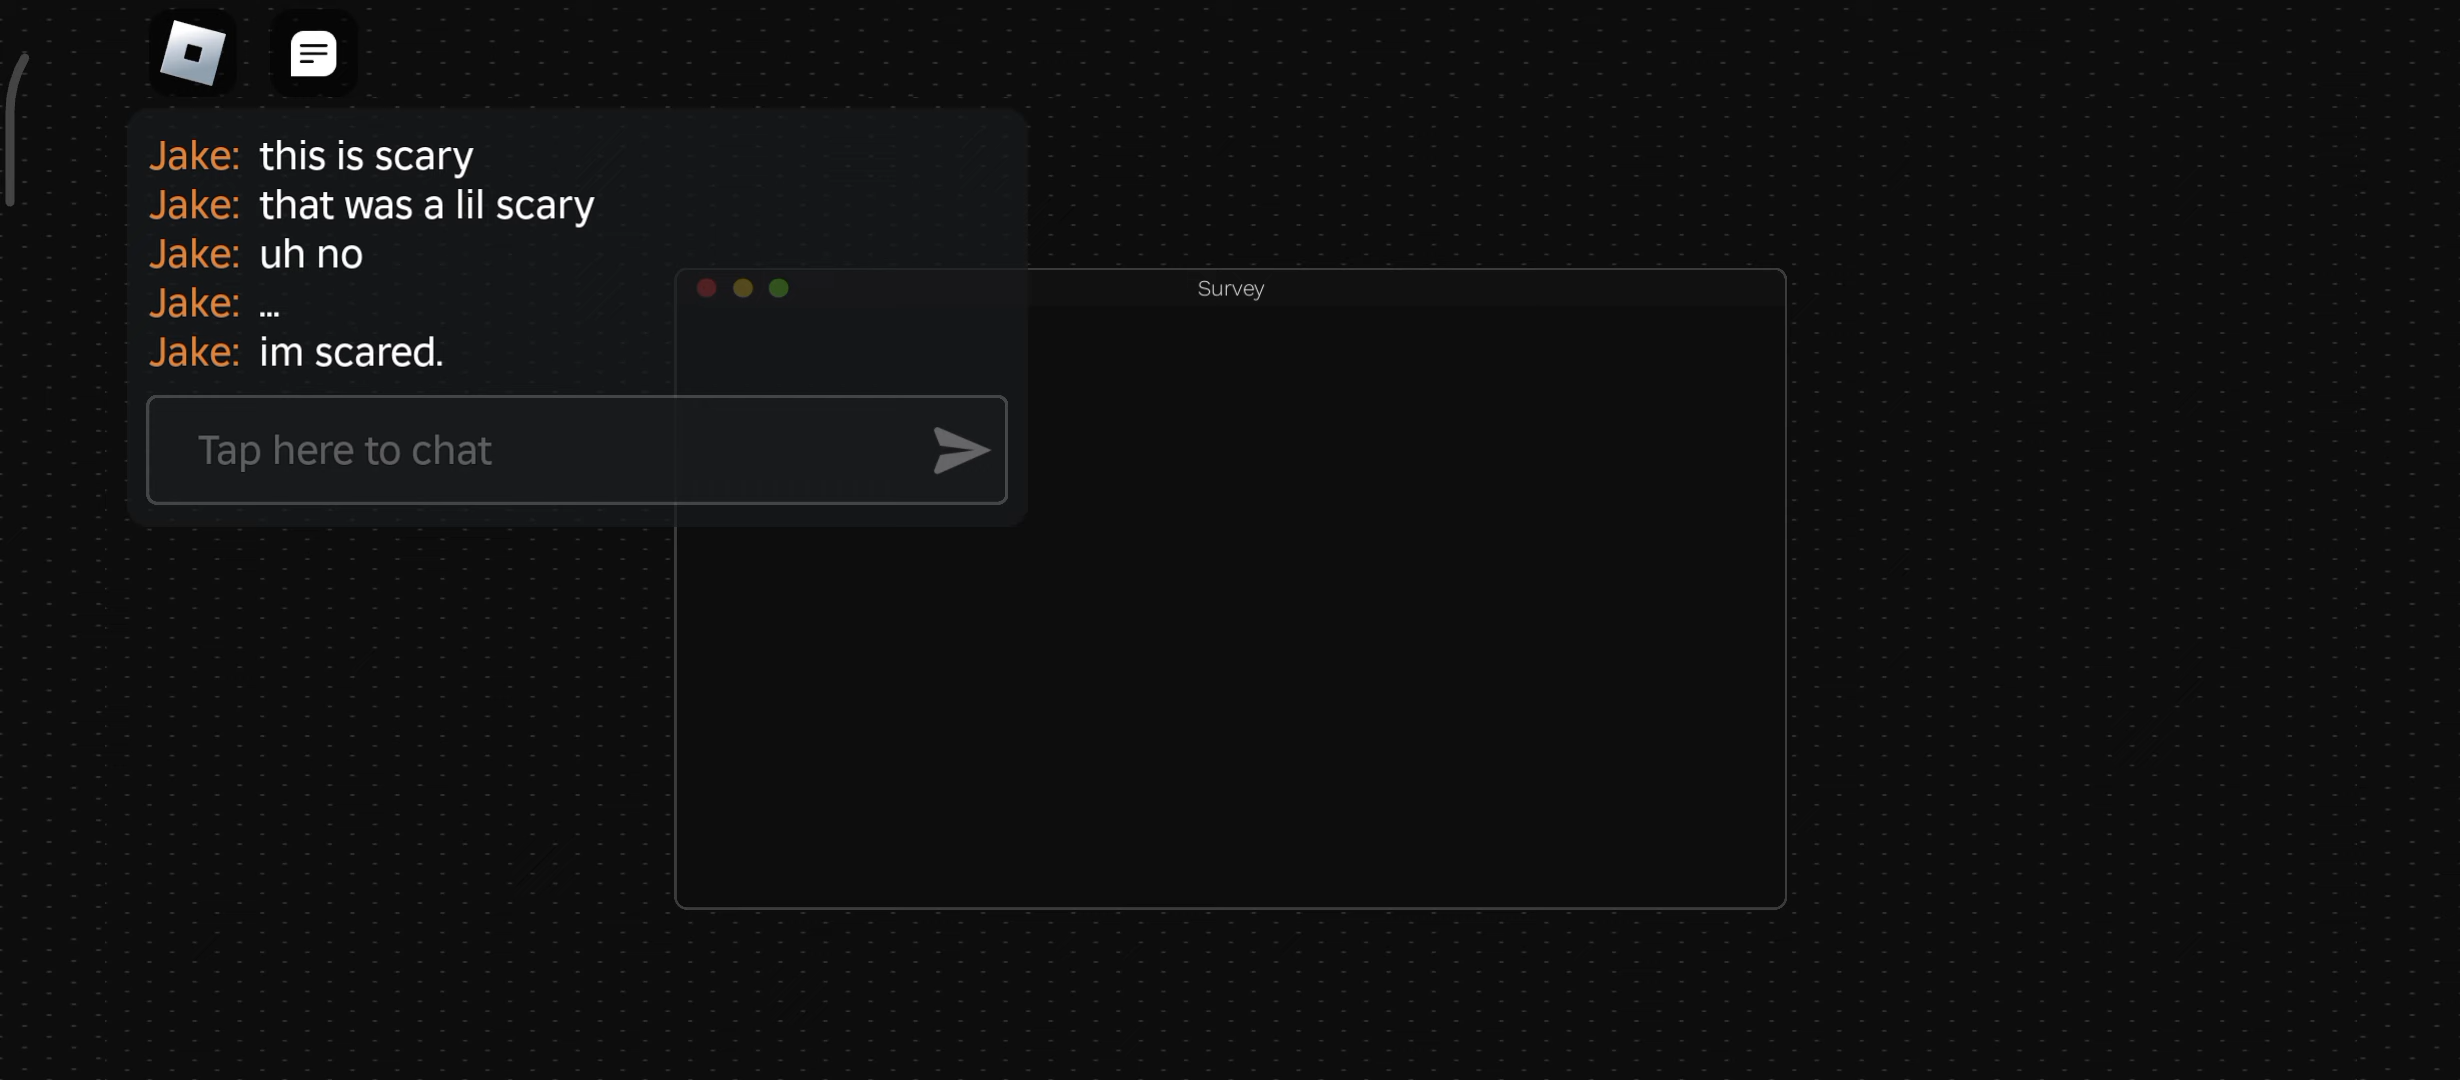 Jake: this is scary
Jake: that was a lil scary
Jake: uh no
Jake: ...
Jake: im scared.
Tap here to chat
Survey